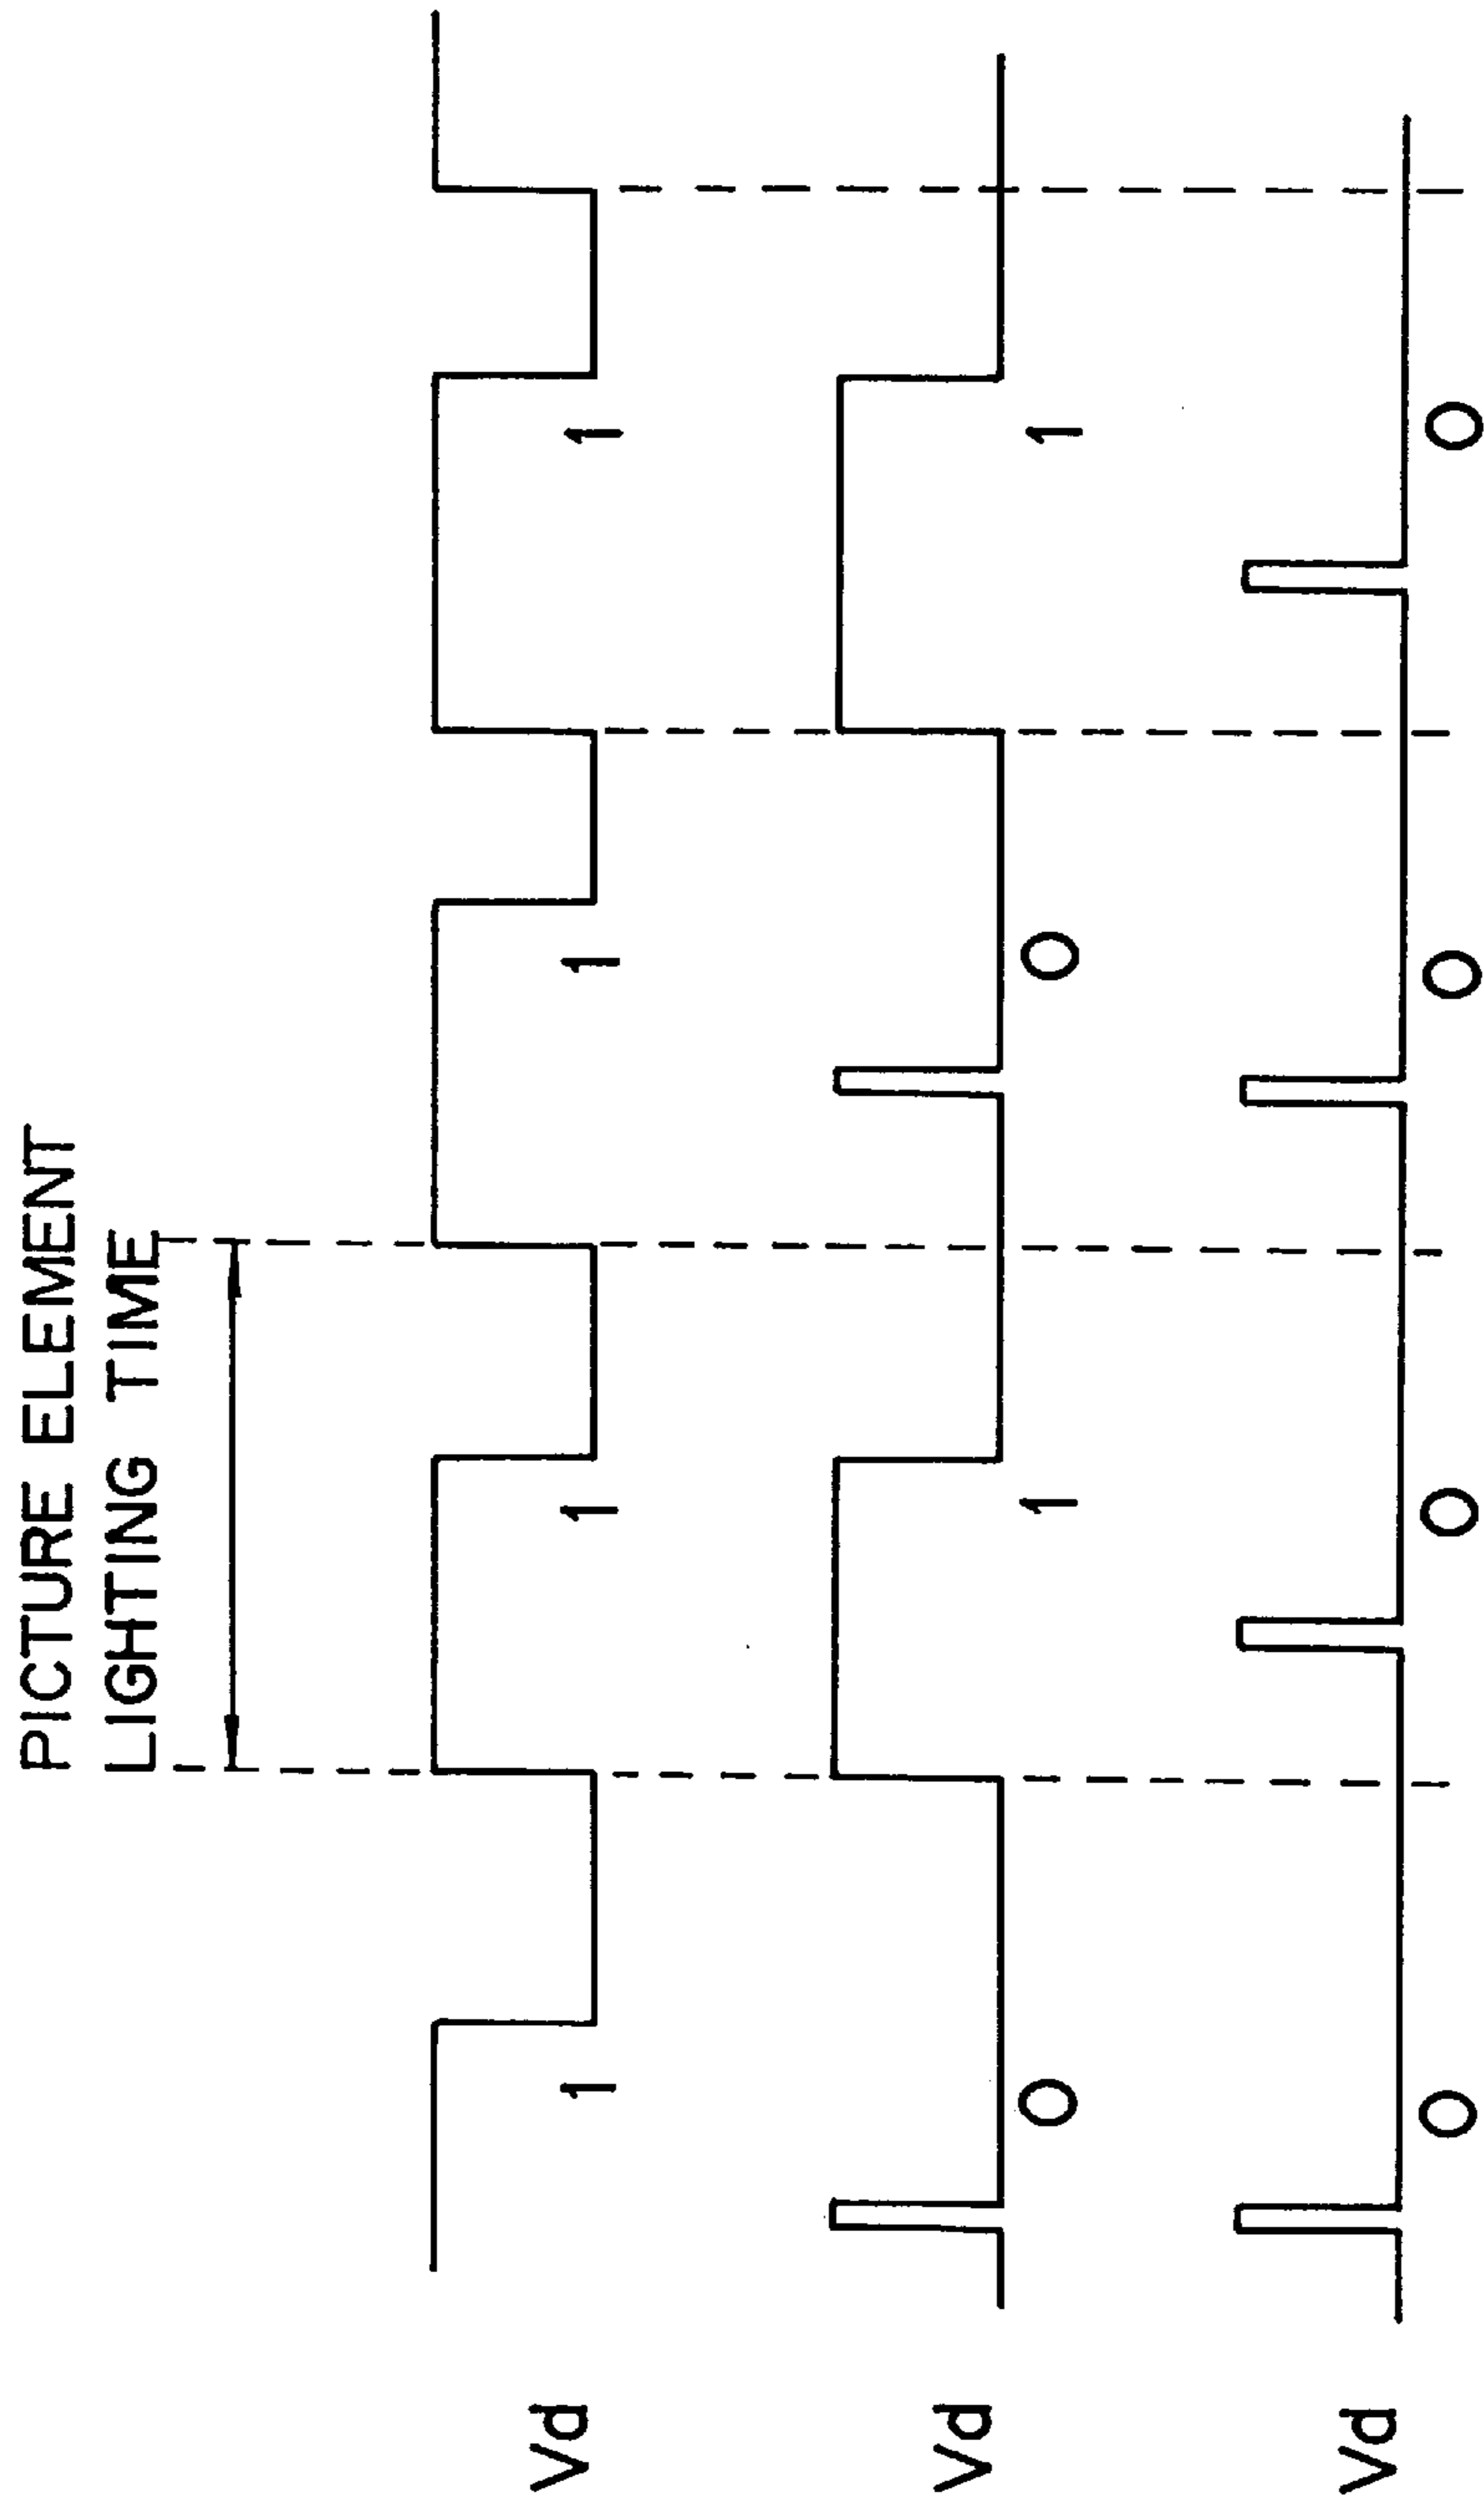 PICTURE ELEMENT
LIGHTING TIME
Vd
1 1 1 1
Vd
0 1 0 1
Vd
0 0 0 0